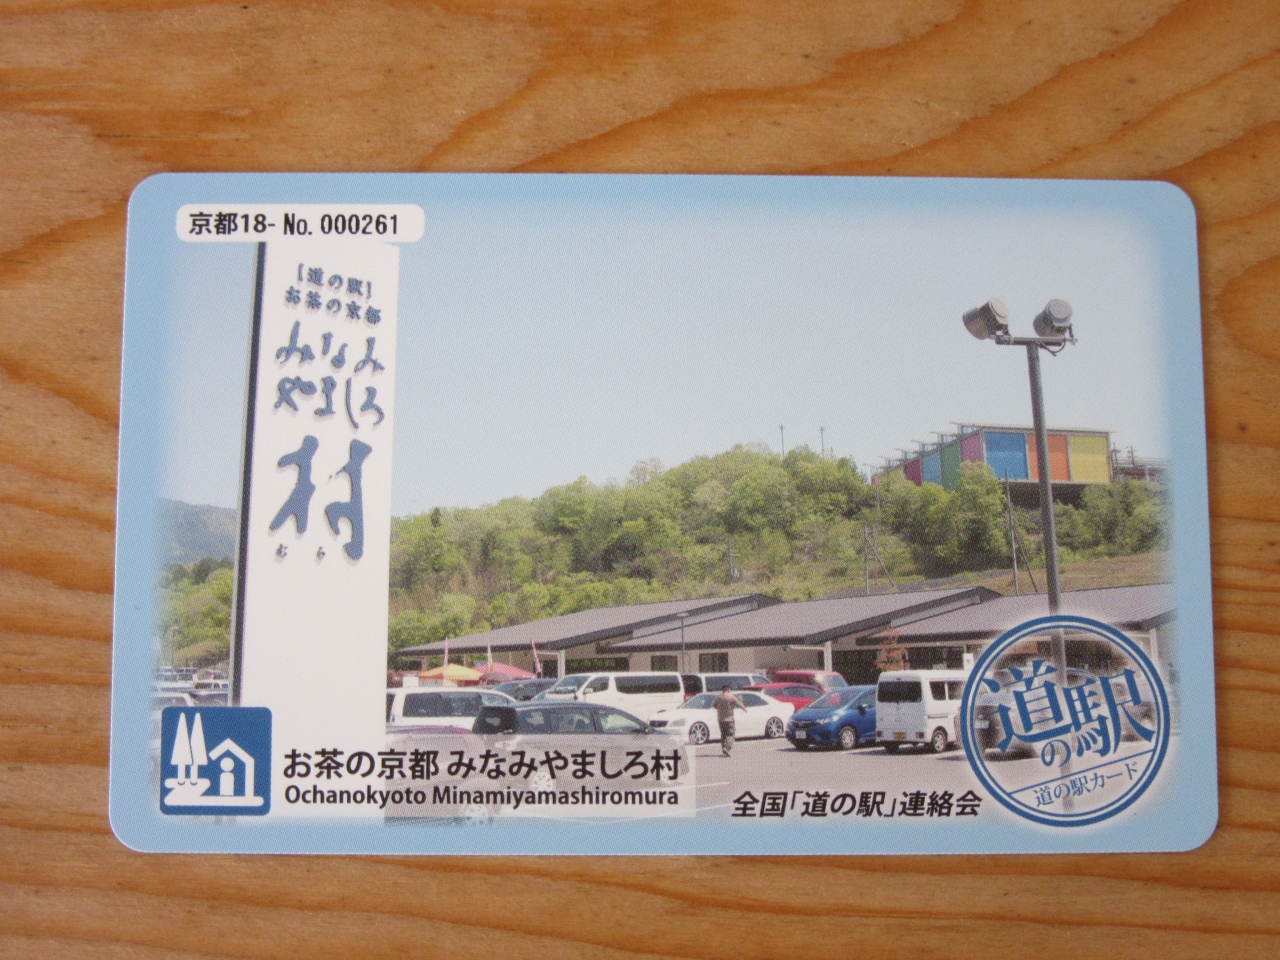 京都18- No. 000261
[道の駅]
お茶の京都
みなみ
やましろ
村
むら
お茶の京都 みなみやましろ村
Ochanokyoto Minamiyamashiromura
全国「道の駅」連絡会
道の駅
道の駅カード